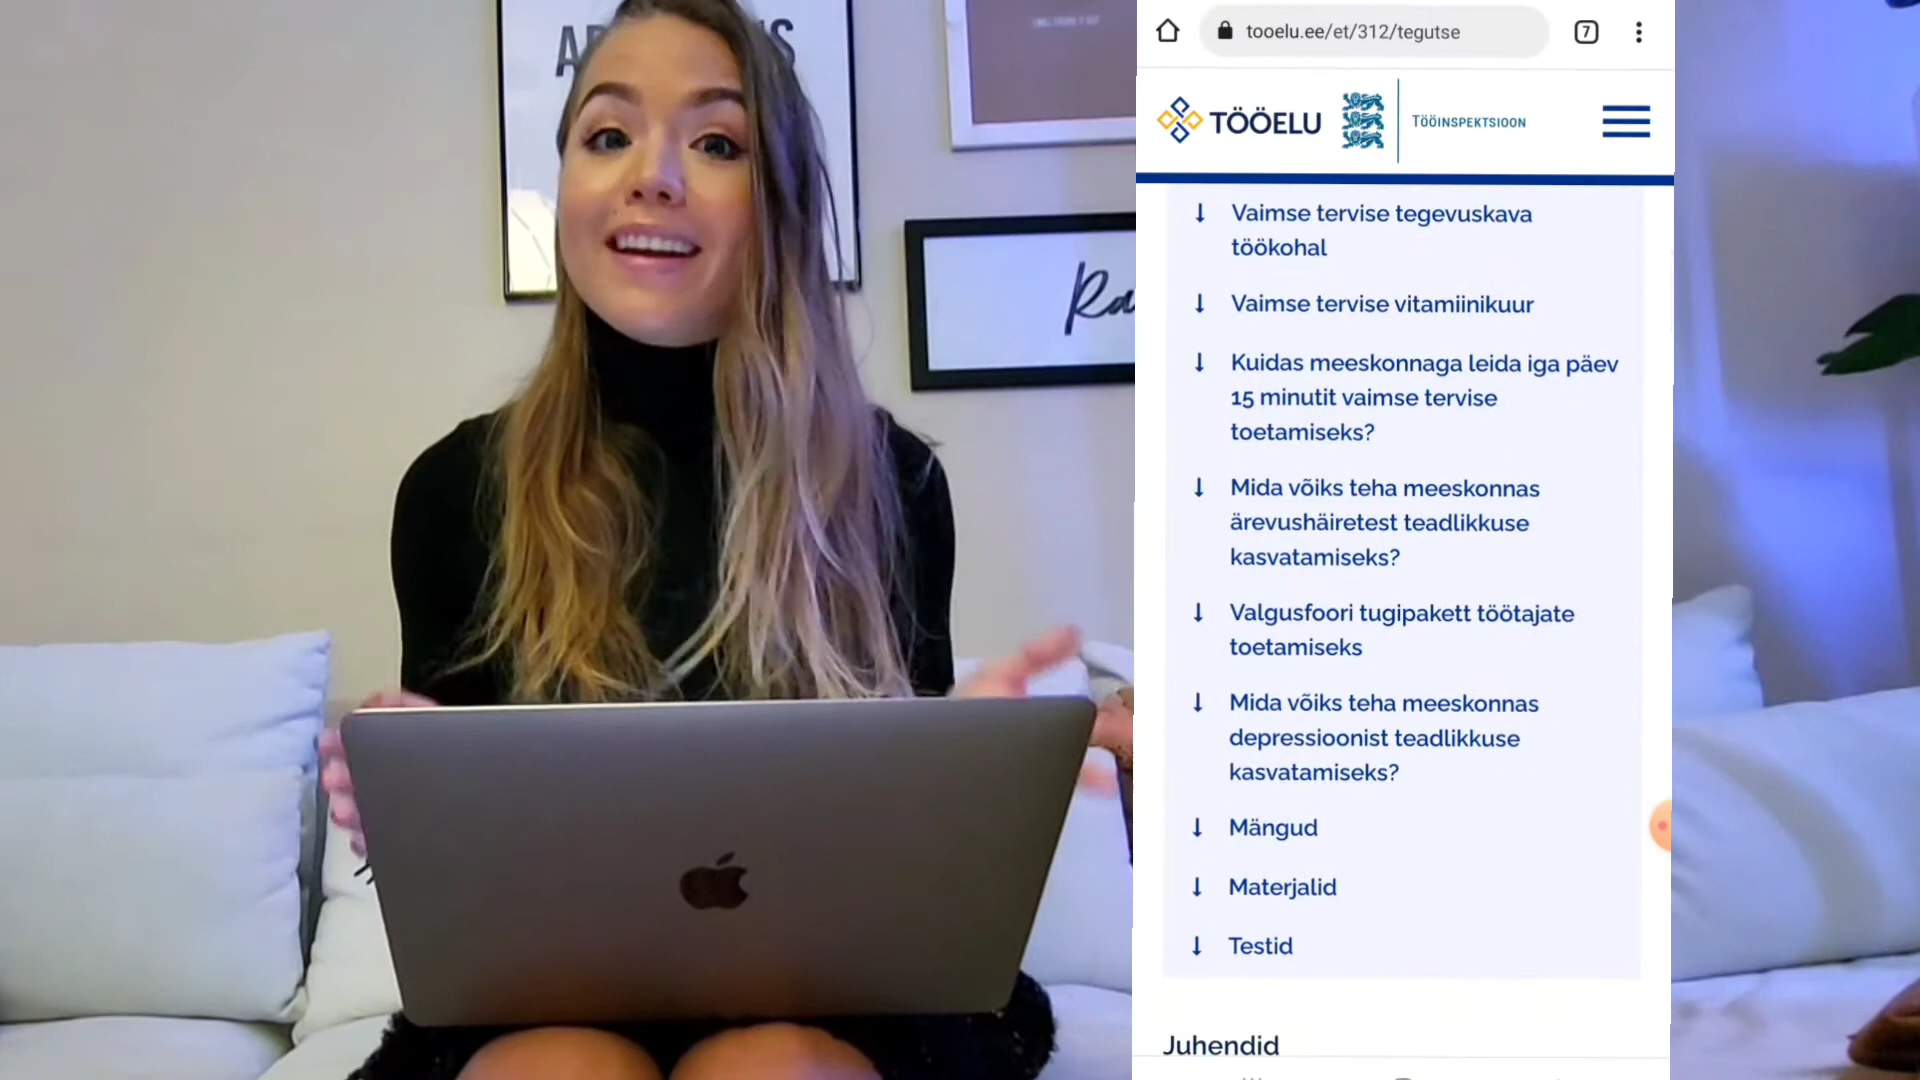 tooelu.ee/et/312/tegutse
7
TÖÖELU
TÖÖINSPEKTSIOON
Vaimse tervise tegevuskava
töökohal
Vaimse tervise vitamiinikuur
Kuidas meeskonnaga leida iga päev
15 minutit vaimse tervise
toetamiseks?
Mida võiks teha meeskonnas
ärevushäiretest teadlikkuse
kasvatamiseks?
Valgusfoori tugipakett töötajate
toetamiseks
Mida võiks teha meeskonnas
depressioonist teadlikkuse
kasvatamiseks?
Mängud
Materjalid
Testid
Juhendid